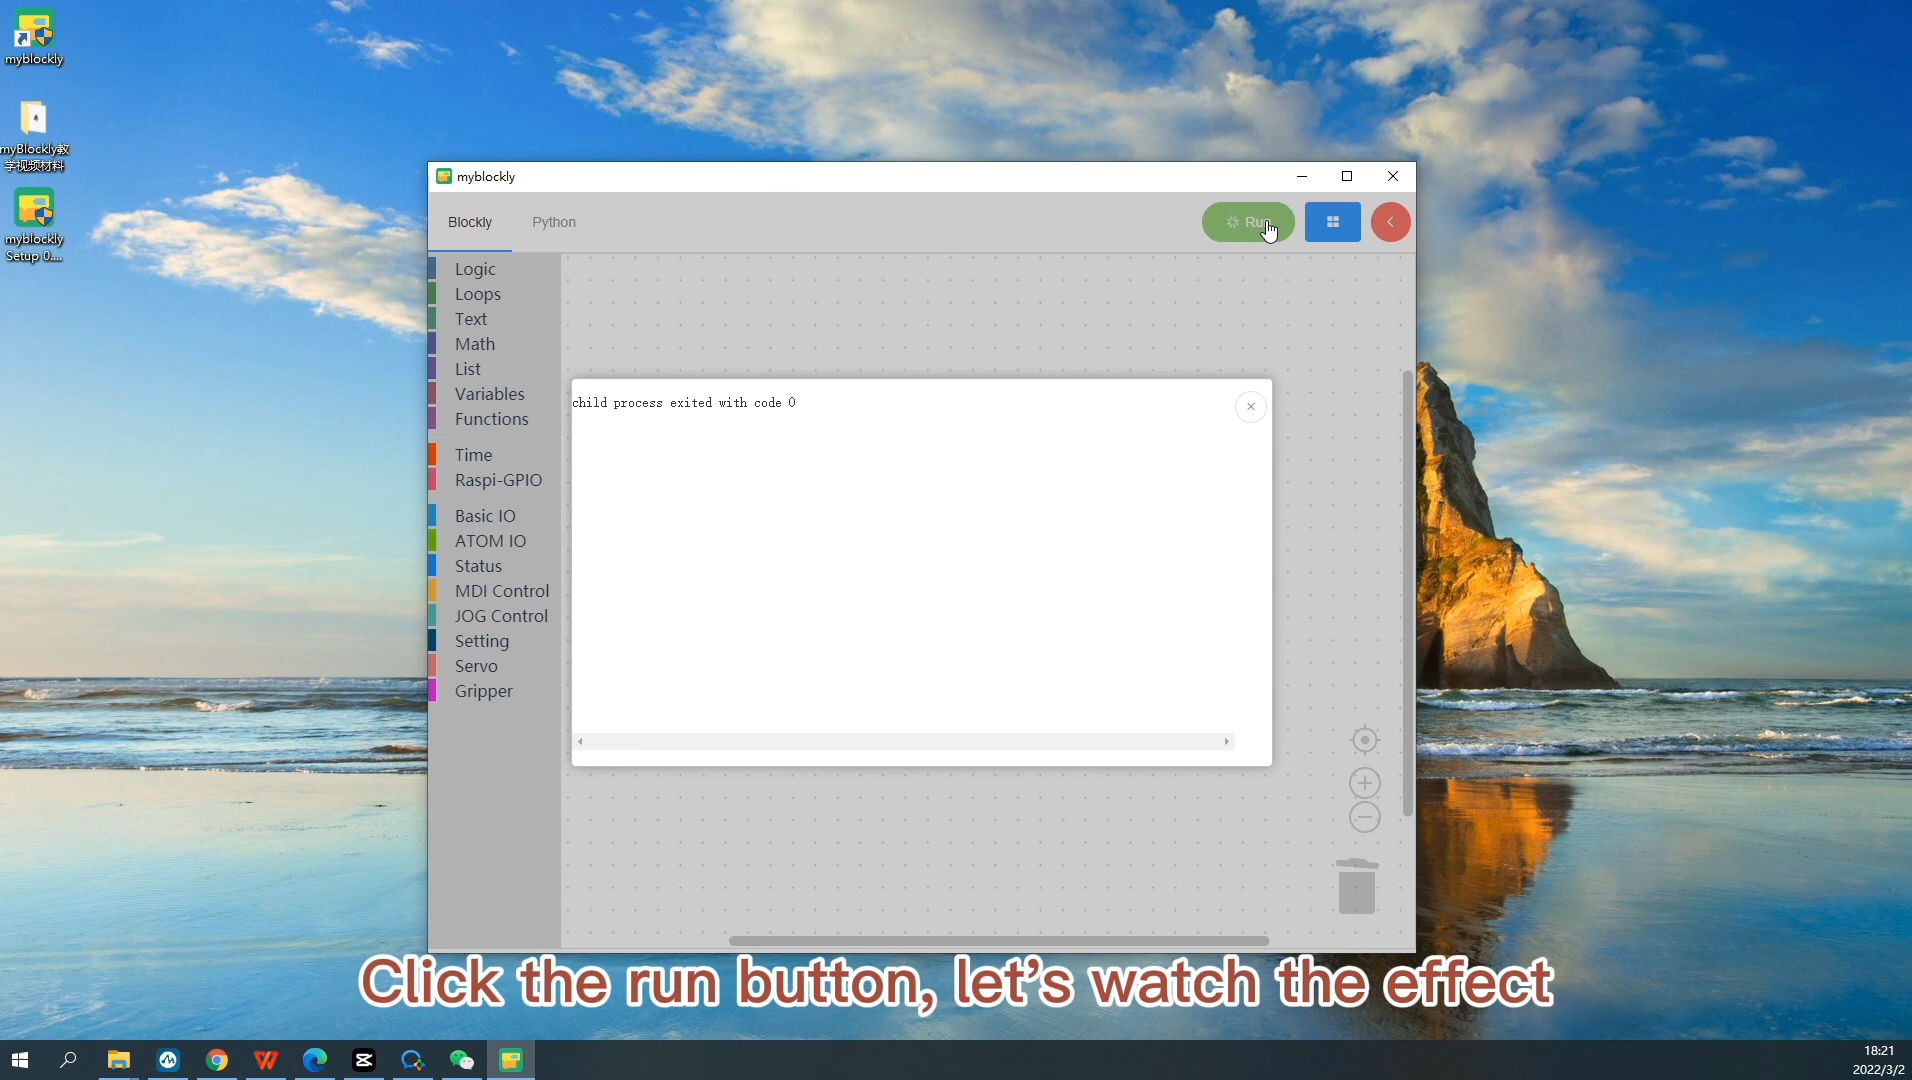 myblockly
myBlockly教
学视频材料
myblockly
Setup 0....
myblockly
Blockly
Python
Logic
Loops
Text
Math
List
Variables
Functions
Time
Raspi-GPIO
Basic IO
ATOM IO
Status
MDI Control
JOG Control
Setting
Servo
Gripper
child process exited with code 0
Click the run button, let's watch the effect
18:21
2022/3/2